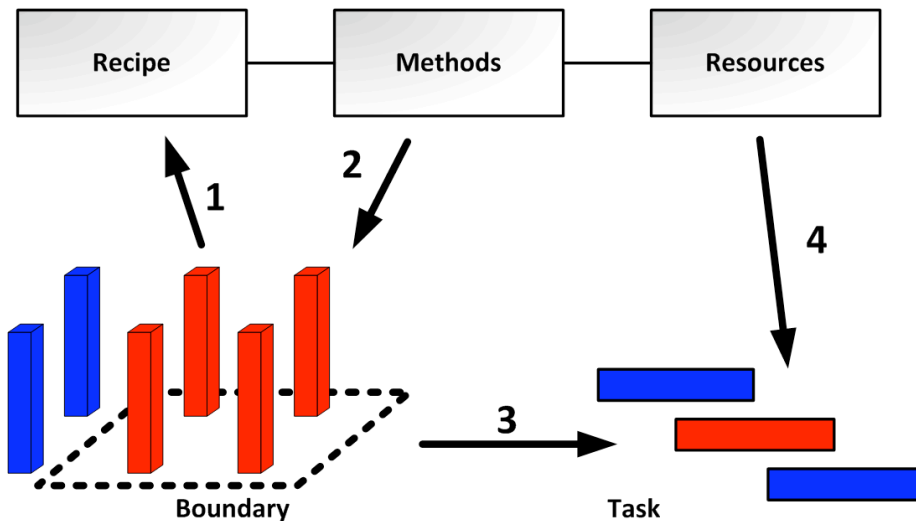 Recipe
Methods
Resources
1
2
4
3
Boundary
Task